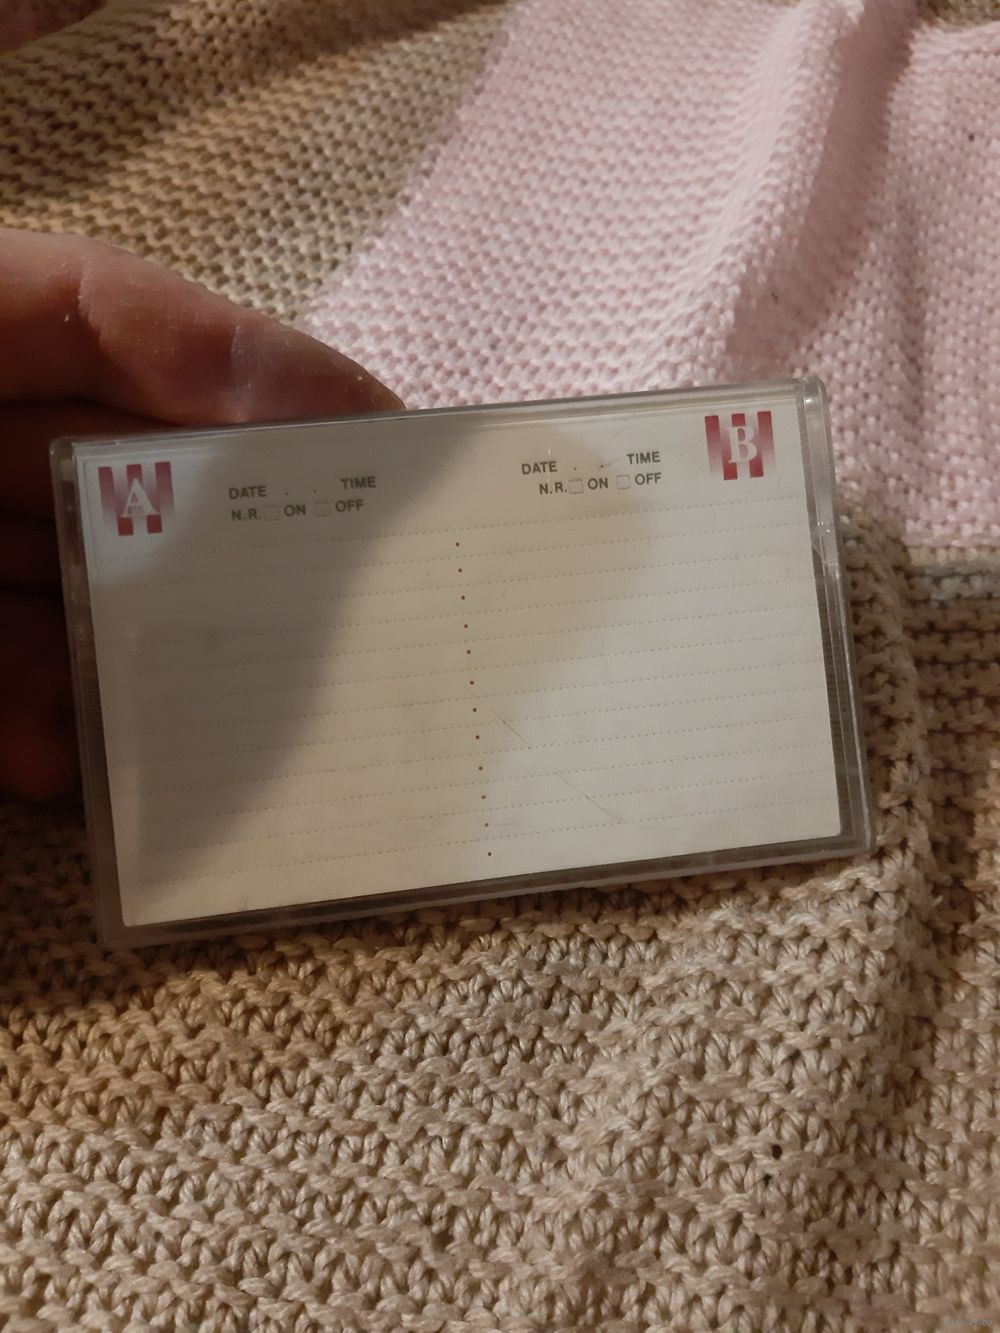 A
DATE . . TIME
N.R. ON OFF
B
DATE . . TIME
N.R. ON OFF